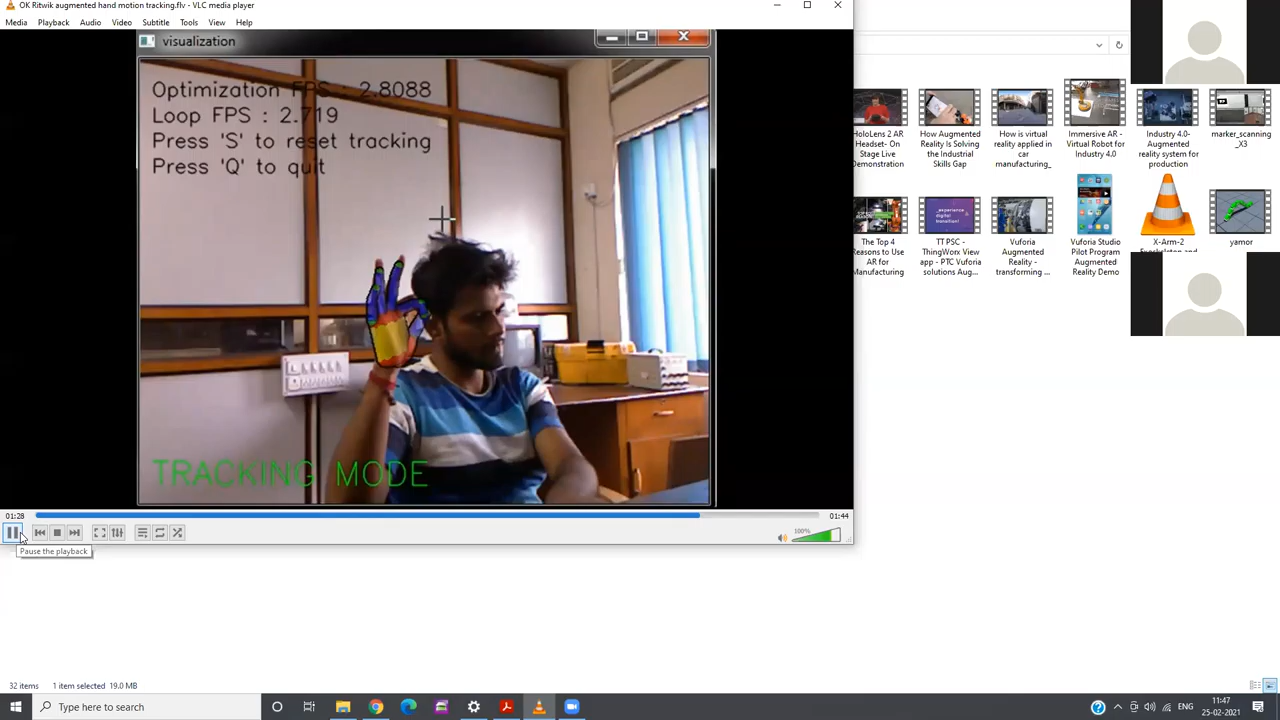 OK Ritwik augmented hand motion tracking.flv - VLC media player
Media Playback Audio Video Subtitle Tools View Help
visualization
Optimization FPS : 2.8088
Loop FPS : 2.719
Press 'S' to reset tracking
Press 'Q' to quit
TRACKING MODE
01:28
01:44
100%
Pause the playback
HoloLens 2 AR
Headset- On
Stage Live
Demonstration
How Augmented
Reality Is Solving
the Industrial
Skills Gap
How is virtual
reality applied in
car
manufacturing_
Immersive AR -
Virtual Robot for
Industry 4.0
Industry 4.0-
Augmented
reality system for
production
marker_scanning
_X3
The Top 4
Reasons to Use
AR for
Manufacturing
experience
digital
transition!
TT PSC -
ThingWorx View
app - PTC Vuforia
solutions Aug...
Vuforia
Augmented
Reality -
transforming ...
Vuforia Studio
Pilot Program
Augmented
Reality Demo
X-Arm-2
yamor
32 items 1 item selected 19.0 MB
Type here to search
ENG
11:47
25-02-2021